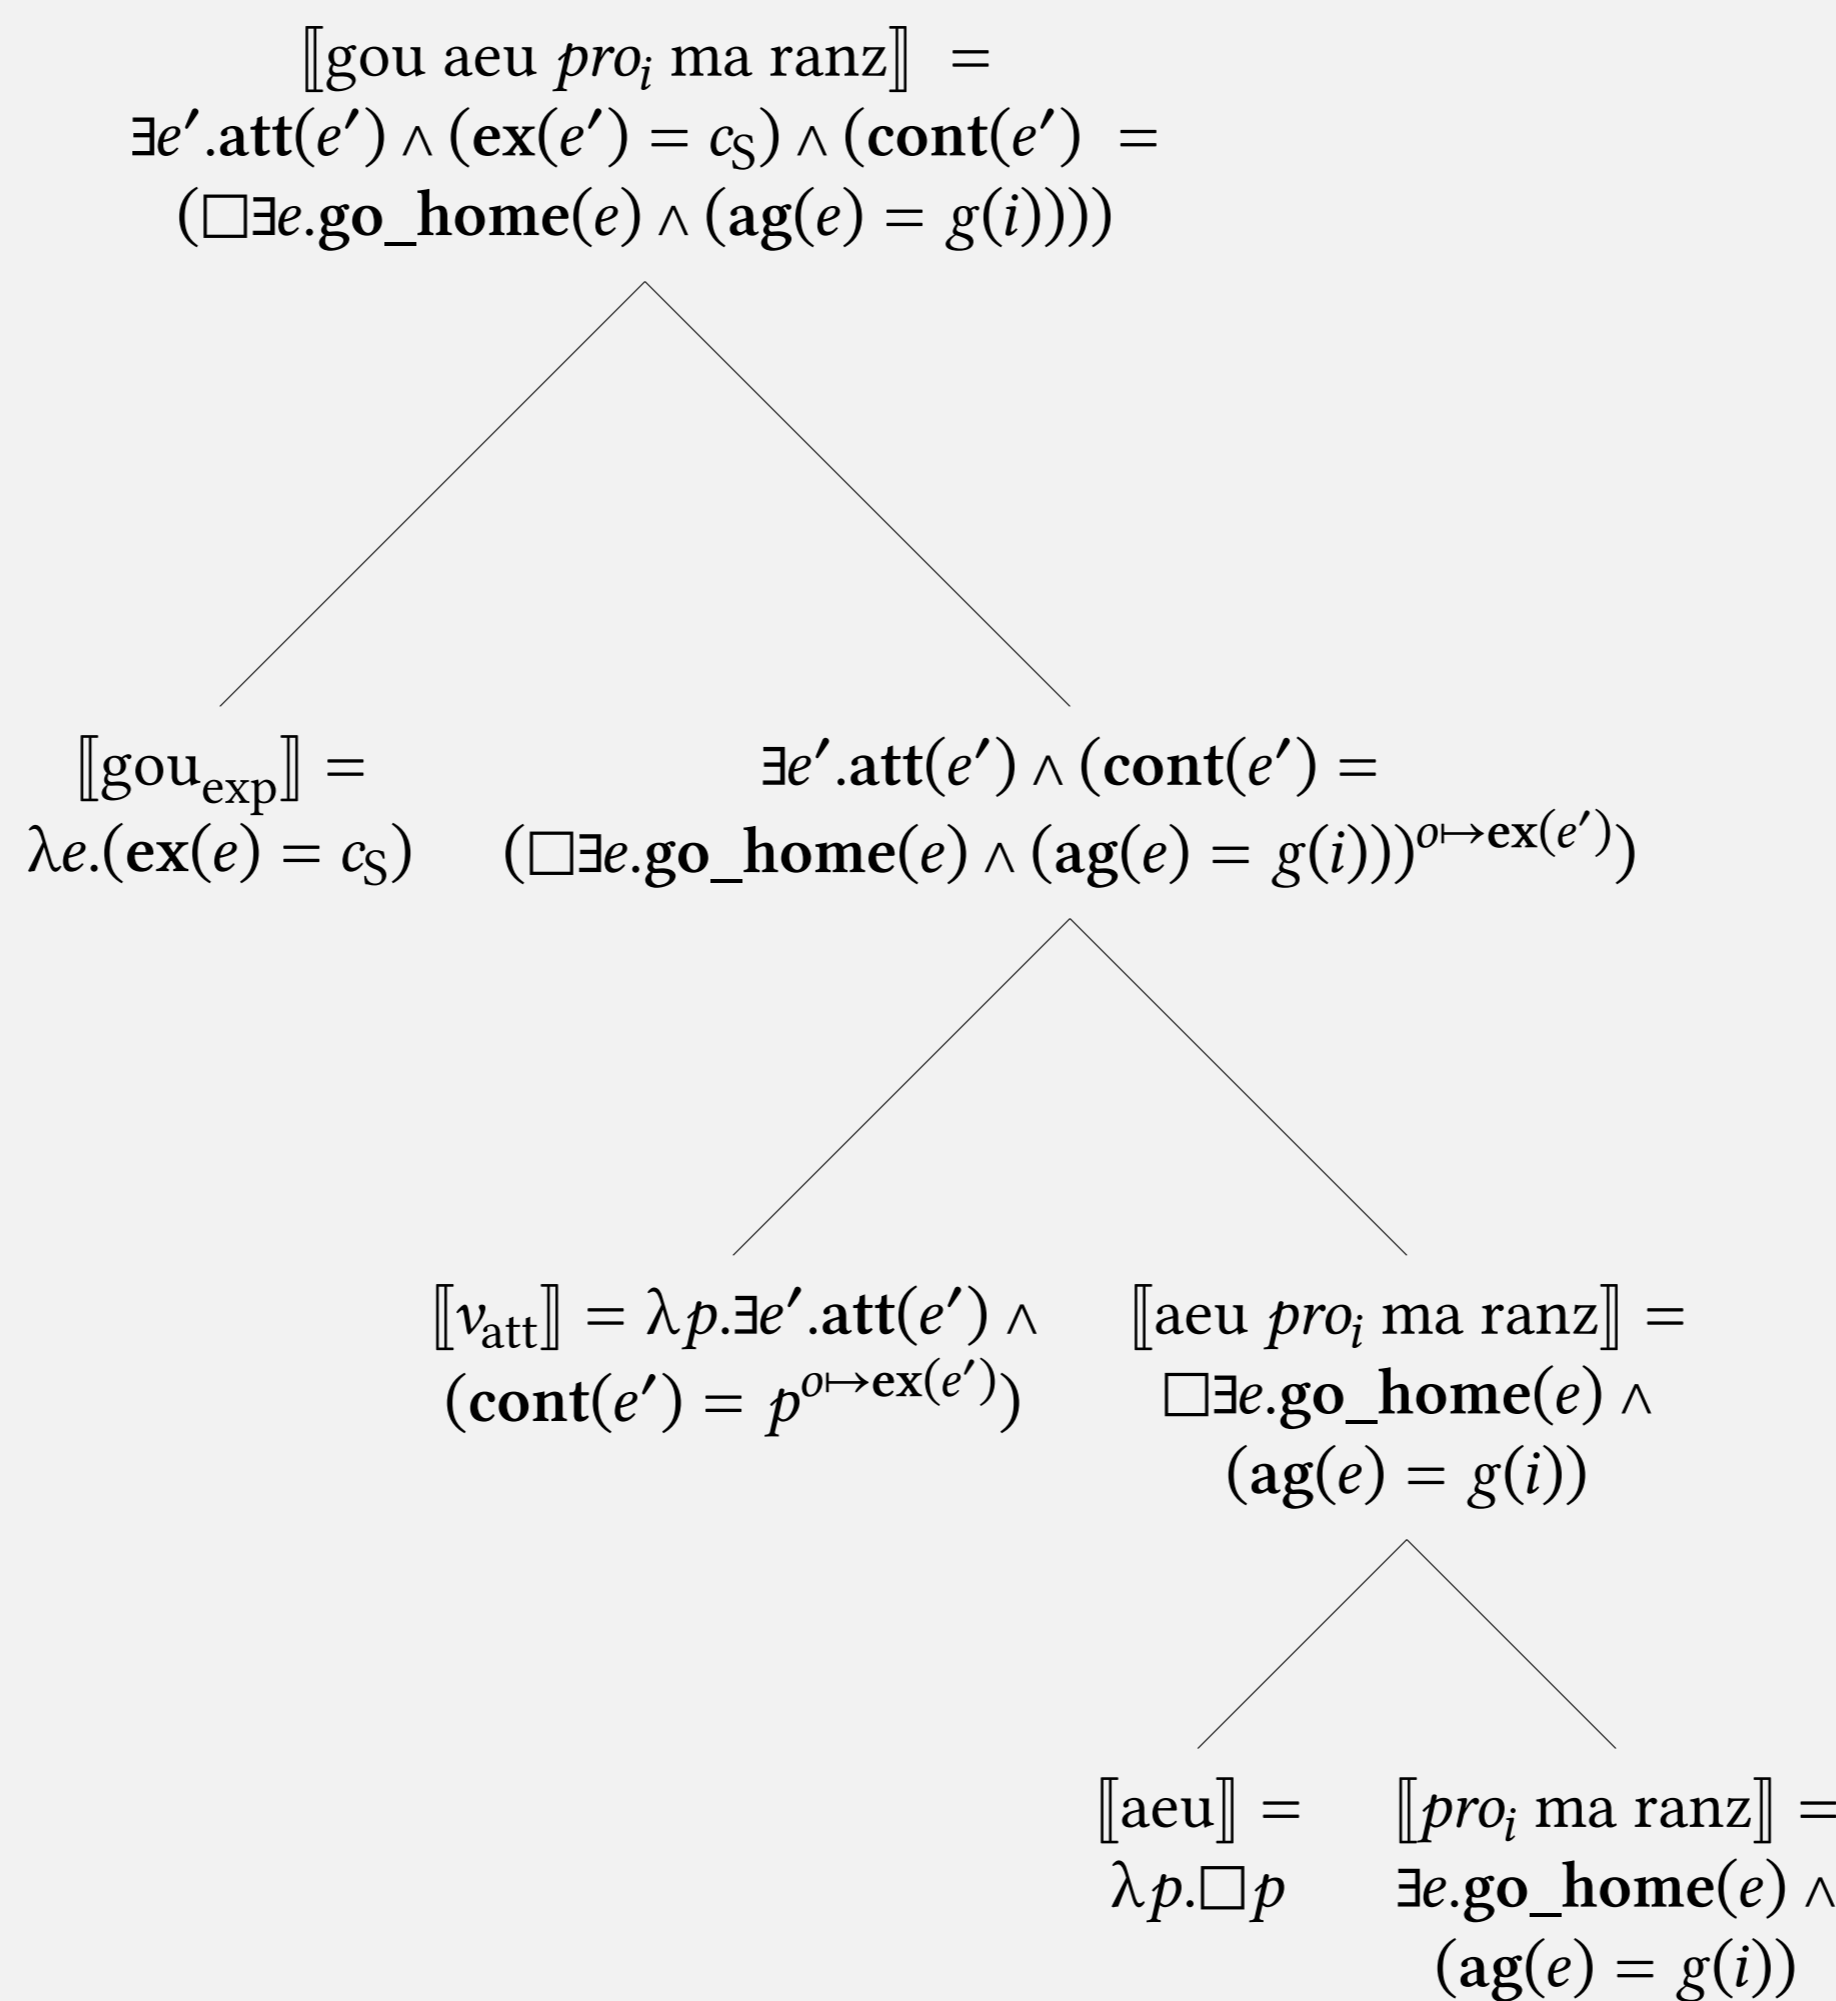 ⟦gou aeu proᵢ ma ranz⟧ =
∃e′.att(e′) ∧ (ex(e′) = c_S) ∧ (cont(e′) =
(□∃e.go_home(e) ∧ (ag(e) = g(i))))
⟦gou_exp⟧ =
λe.(ex(e) = c_S)
∃e′.att(e′) ∧ (cont(e′) =
(□∃e.go_home(e) ∧ (ag(e) = g(i)))^{o↦ex(e′)})
⟦v_att⟧ = λp.∃e′.att(e′) ∧
(cont(e′) = p^{o↦ex(e′)})
⟦aeu proᵢ ma ranz⟧ =
□∃e.go_home(e) ∧
(ag(e) = g(i))
⟦aeu⟧ =
λp.□p
⟦proᵢ ma ranz⟧ =
∃e.go_home(e) ∧
(ag(e) = g(i))